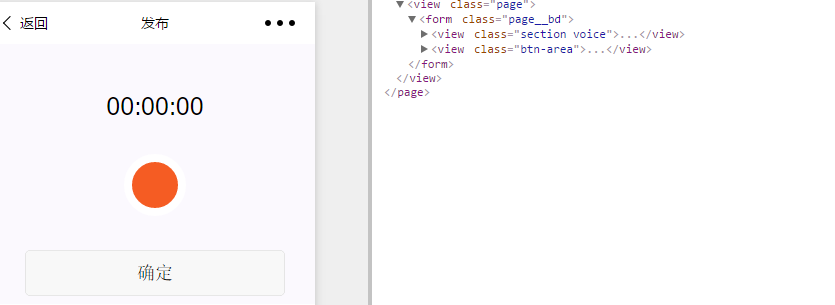 返回
发布
00:00:00
确定
▼<view class="page">
▼<form class="page__bd">
▶<view class="section voice">...</view>
▶<view class="btn-area">...</view>
</form>
</view>
</page>